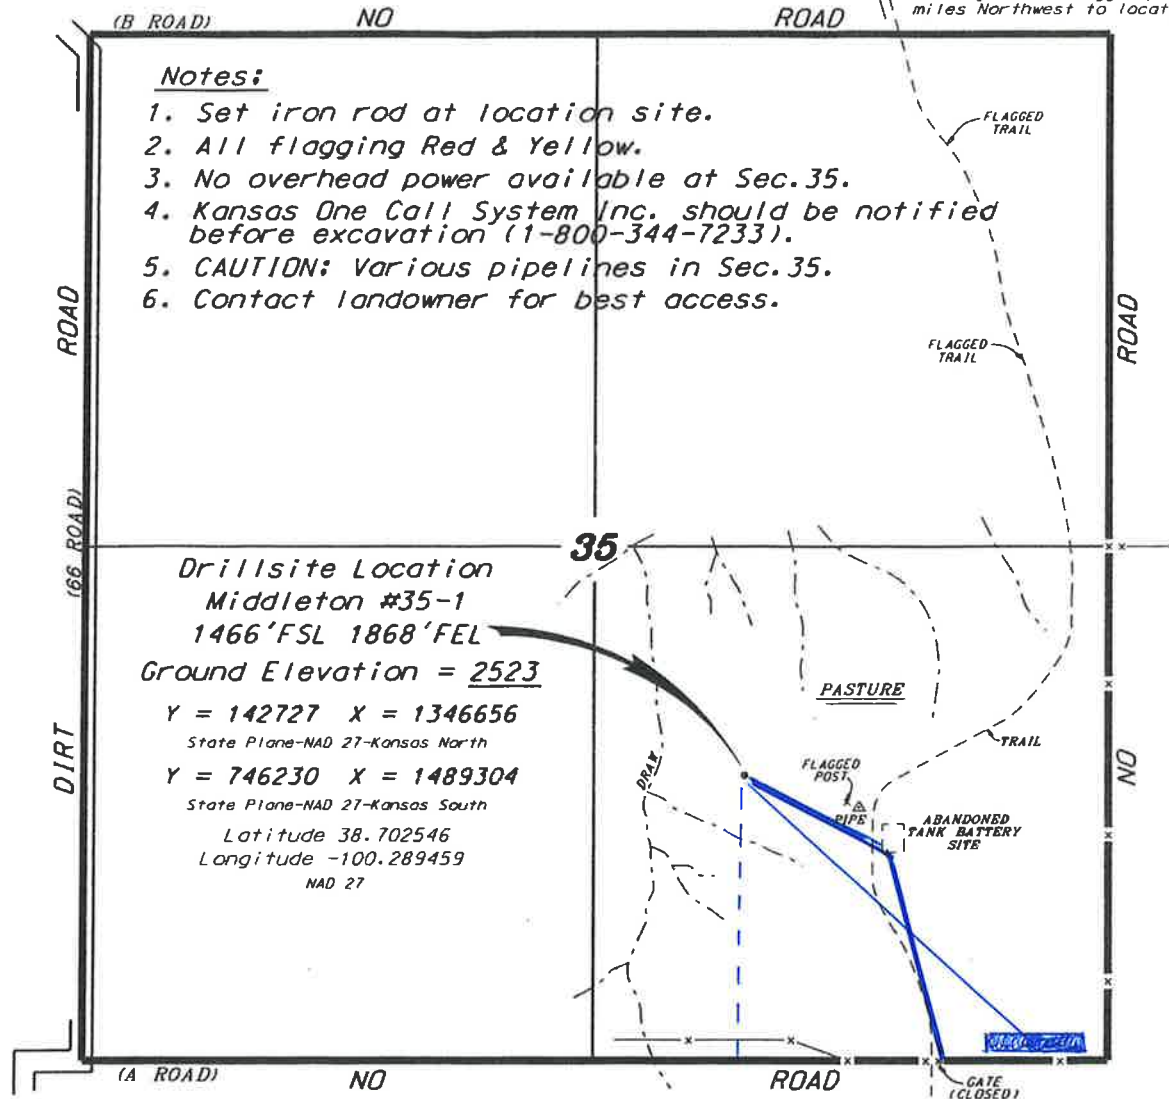 miles Northwest to locat
(B ROAD) NO ROAD
Notes:
1. Set iron rod at location site.
2. All flagging Red & Yellow.
3. No overhead power available at Sec.35.
4. Kansas One Call System Inc. should be notified
before excavation (1-800-344-7233).
5. CAUTION: Various pipelines in Sec.35.
6. Contact landowner for best access.
FLAGGED
TRAIL
FLAGGED
TRAIL
ROAD
ROAD
(66 ROAD)
35
Drillsite Location
Middleton #35-1
1466'FSL 1868'FEL
Ground Elevation = 2523
Y = 142727 X = 1346656
State Plane-NAD 27-Kansas North
Y = 746230 X = 1489304
State Plane-NAD 27-Kansas South
Latitude 38.702546
Longitude -100.289459
NAD 27
DIRT
PASTURE
TRAIL
NO
DRAW
FLAGGED
POST
PIPE
ABANDONED
TANK BATTERY
SITE
(A ROAD) NO ROAD
GATE
(CLOSED)